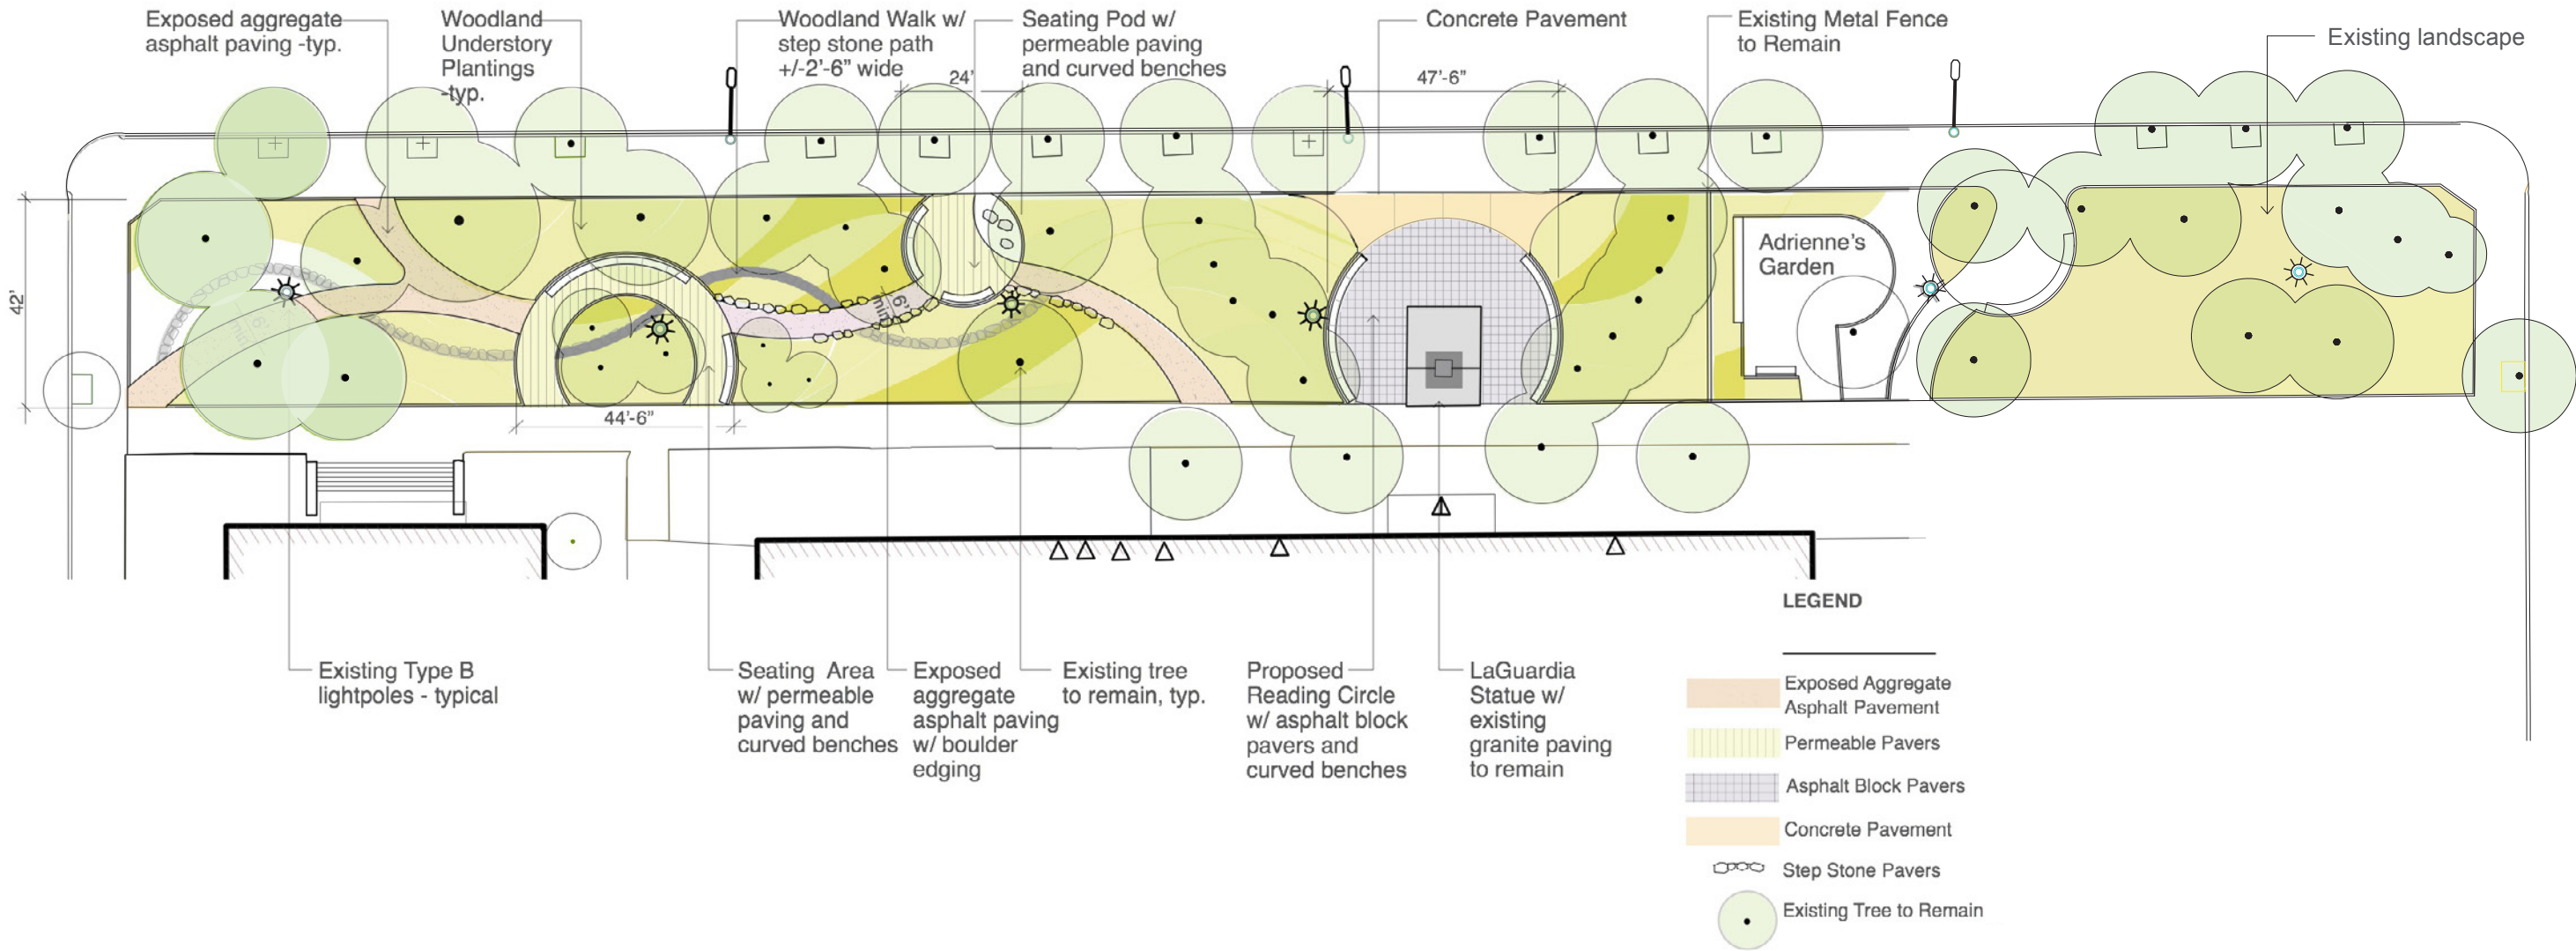 Exposed aggregate
asphalt paving -typ.
Woodland
Understory
Plantings
-typ.
Woodland Walk w/
step stone path
+/-2'-6” wide
Seating Pod w/
permeable paving
and curved benches
Concrete Pavement
Existing Metal Fence
to Remain
Existing landscape
24'
47'-6”
42'
6'
min
6'
min
Adrienne’s
Garden
44'-6”
Existing Type B
lightpoles - typical
Seating Area
w/ permeable
paving and
curved benches
Exposed
aggregate
asphalt paving
w/ boulder
edging
Existing tree
to remain, typ.
Proposed
Reading Circle
w/ asphalt block
pavers and
curved benches
LaGuardia
Statue w/
existing
granite paving
to remain
LEGEND
Exposed Aggregate
Asphalt Pavement
Permeable Pavers
Asphalt Block Pavers
Concrete Pavement
Step Stone Pavers
Existing Tree to Remain